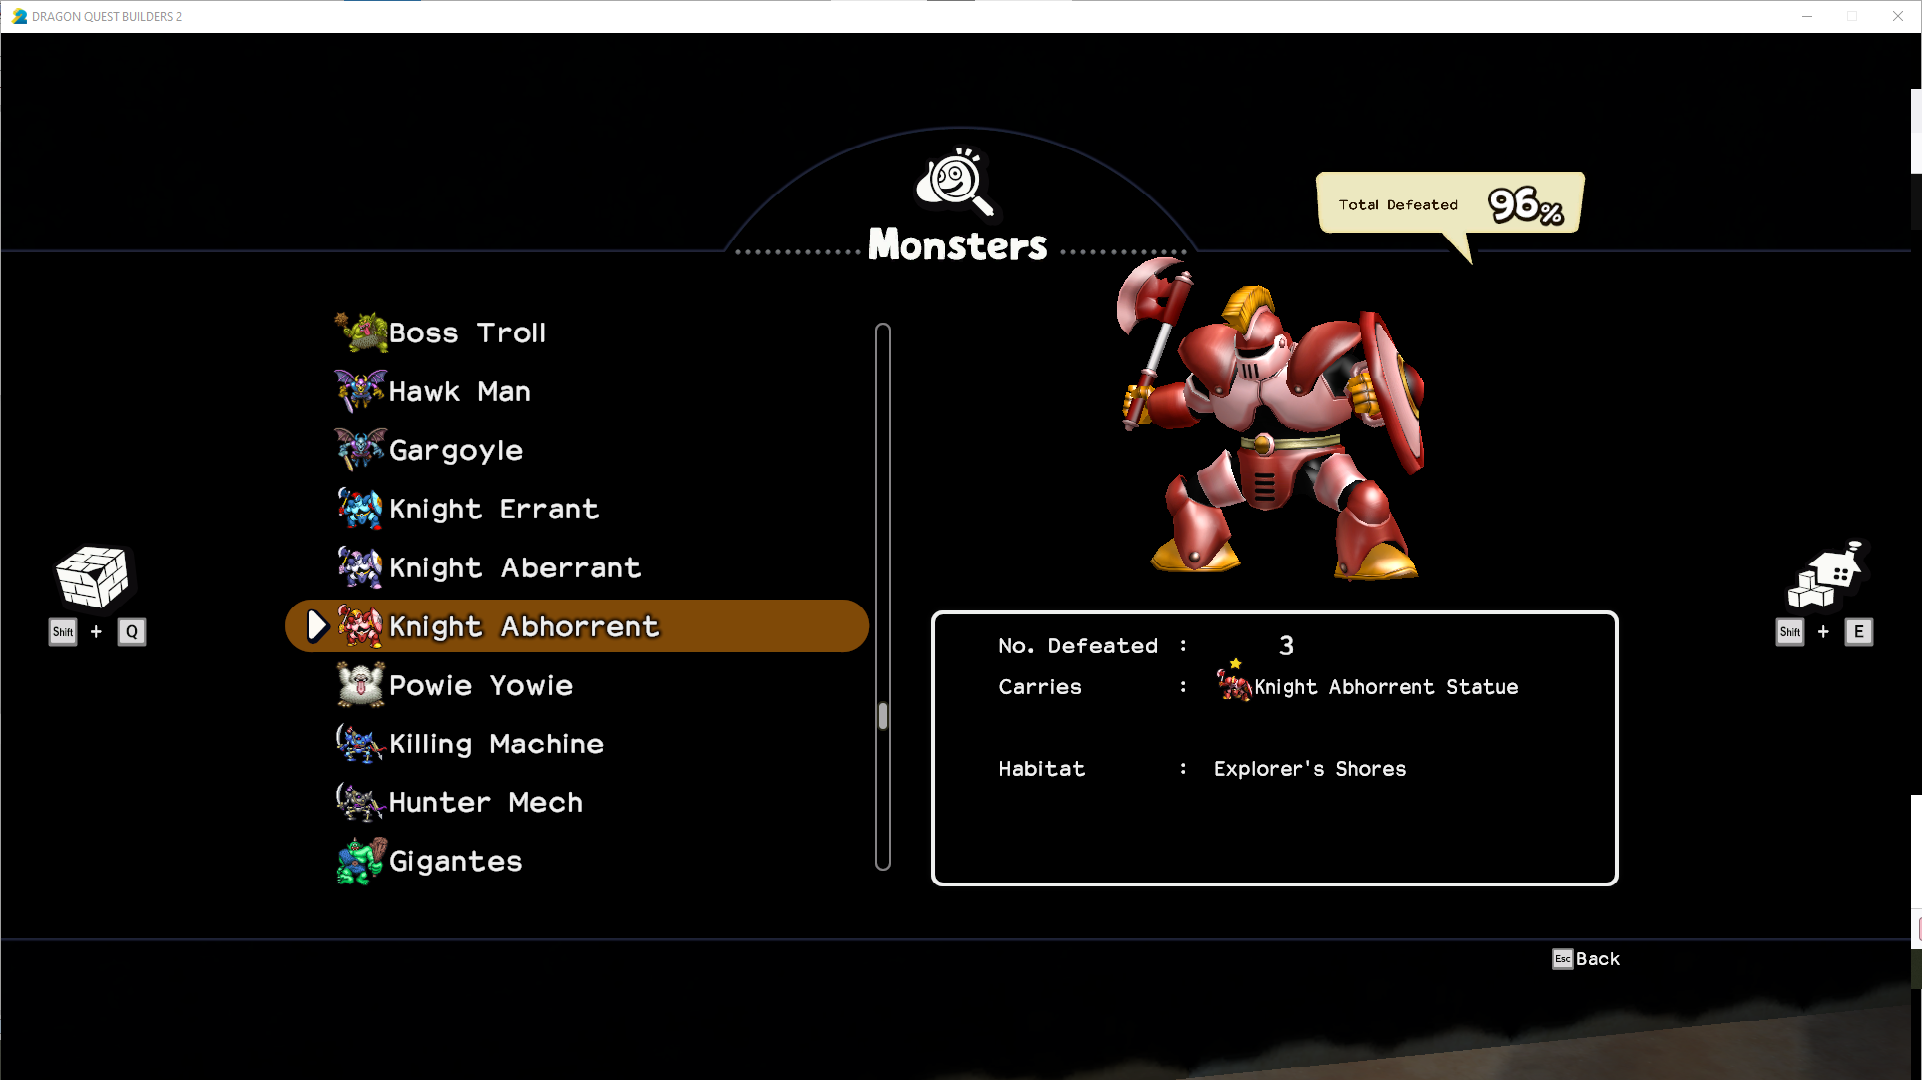 DRAGON QUEST BUILDERS 2
Total Defeated 96%
Monsters
Boss Troll
Hawk Man
Gargoyle
Knight Errant
Knight Aberrant
Knight Abhorrent
Powie Yowie
Killing Machine
Hunter Mech
Gigantes
Shift + Q
No. Defeated : 3
Carries : Knight Abhorrent Statue
Habitat : Explorer's Shores
Shift + E
Esc Back